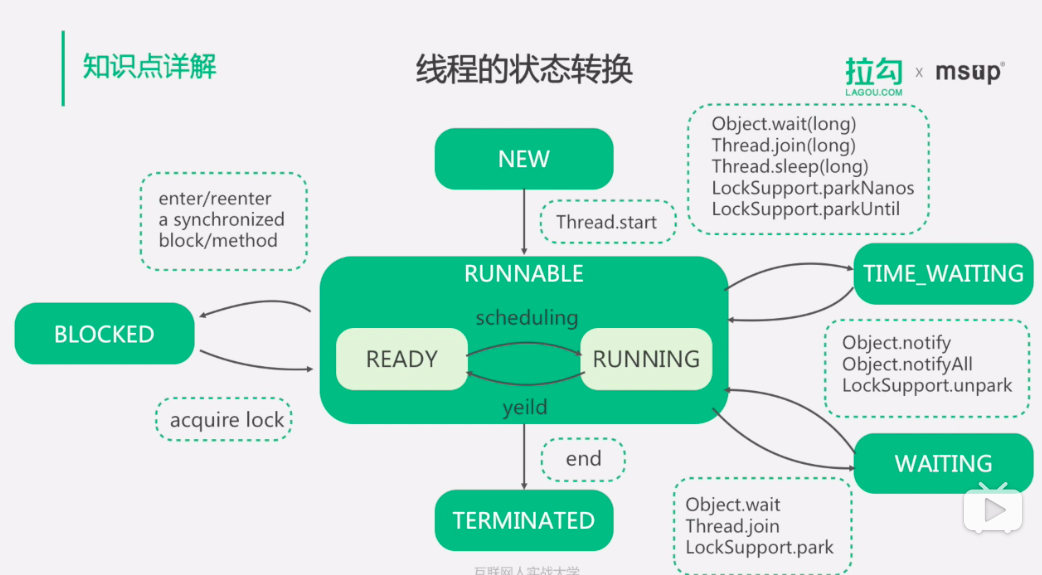 知识点详解
线程的状态转换
拉勾 x msup®
LAGOU.COM
Object.wait(long)
Thread.join(long)
Thread.sleep(long)
LockSupport.parkNanos
LockSupport.parkUntil
NEW
enter/reenter
a synchronized
block/method
Thread.start
RUNNABLE
TIME_WAITING
scheduling
BLOCKED
READY
RUNNING
Object.notify
Object.notifyAll
LockSupport.unpark
yeild
acquire lock
end
WAITING
Object.wait
Thread.join
LockSupport.park
TERMINATED
互联网人实战大学